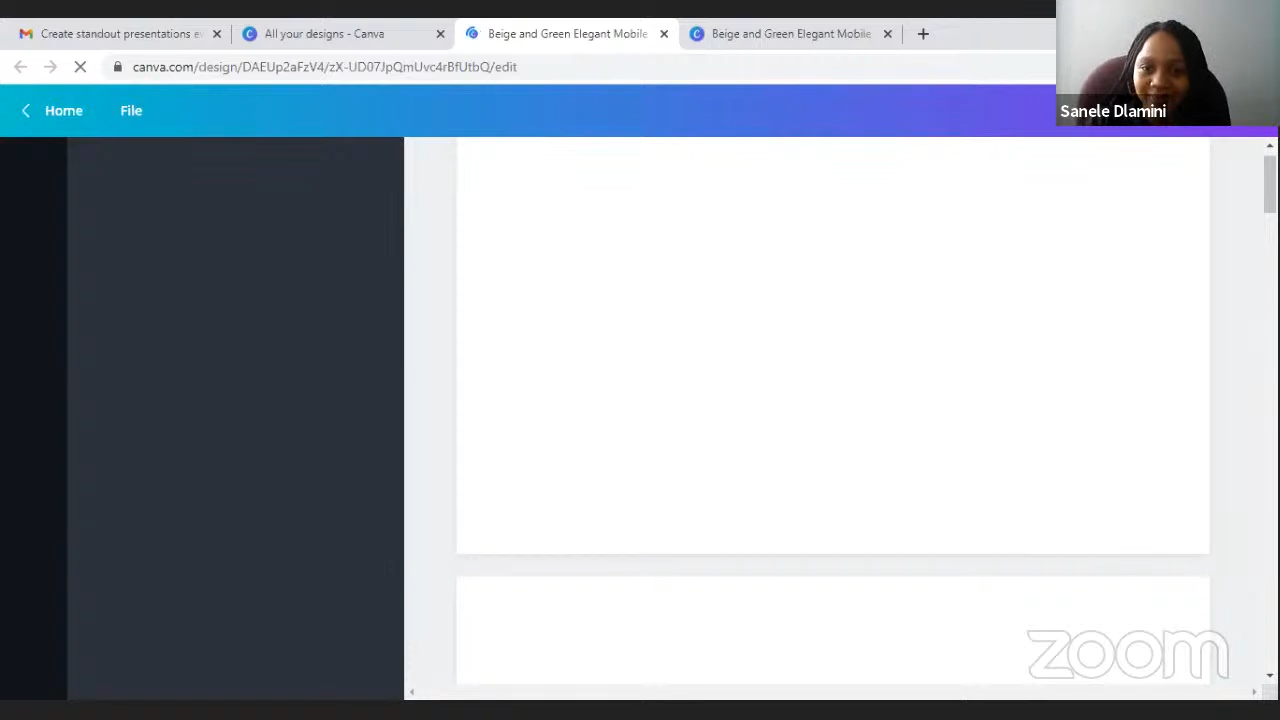 Create standout presentations ev
All your designs - Canva
Beige and Green Elegant Mobile
Beige and Green Elegant Mobile
canva.com/design/DAEUp2aFzV4/zX-UD07JpQmUvc4rBfUtbQ/edit
Home
File
Sanele Dlamini
zoom